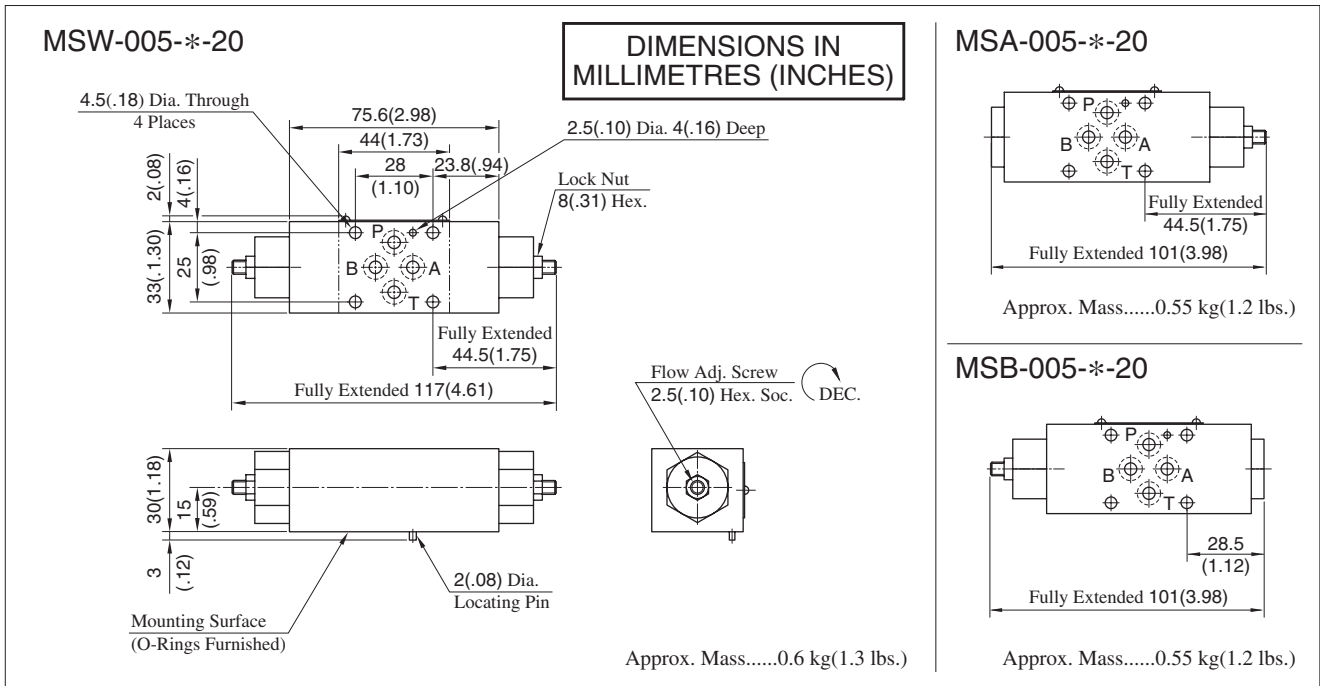 MSW-005-*-20
DIMENSIONS IN
MILLIMETRES (INCHES)
4.5(.18) Dia. Through
4 Places
75.6(2.98)
44(1.73)
28
(1.10)
23.8(.94)
2.5(.10) Dia. 4(.16) Deep
Lock Nut
8(.31) Hex.
2(.08)
4(.16)
33(.1.30)
25
(.98)
P
B
A
T
Fully Extended
44.5(1.75)
Fully Extended 117(4.61)
Flow Adj. Screw
2.5(.10) Hex. Soc.
DEC.
30(1.18)
15
(.59)
3
(.12)
2(.08) Dia.
Locating Pin
Mounting Surface
(O-Rings Furnished)
Approx. Mass......0.6 kg(1.3 lbs.)
MSA-005-*-20
P
B
A
T
Fully Extended
44.5(1.75)
Fully Extended 101(3.98)
Approx. Mass......0.55 kg(1.2 lbs.)
MSB-005-*-20
P
B
A
T
28.5
(1.12)
Fully Extended 101(3.98)
Approx. Mass......0.55 kg(1.2 lbs.)